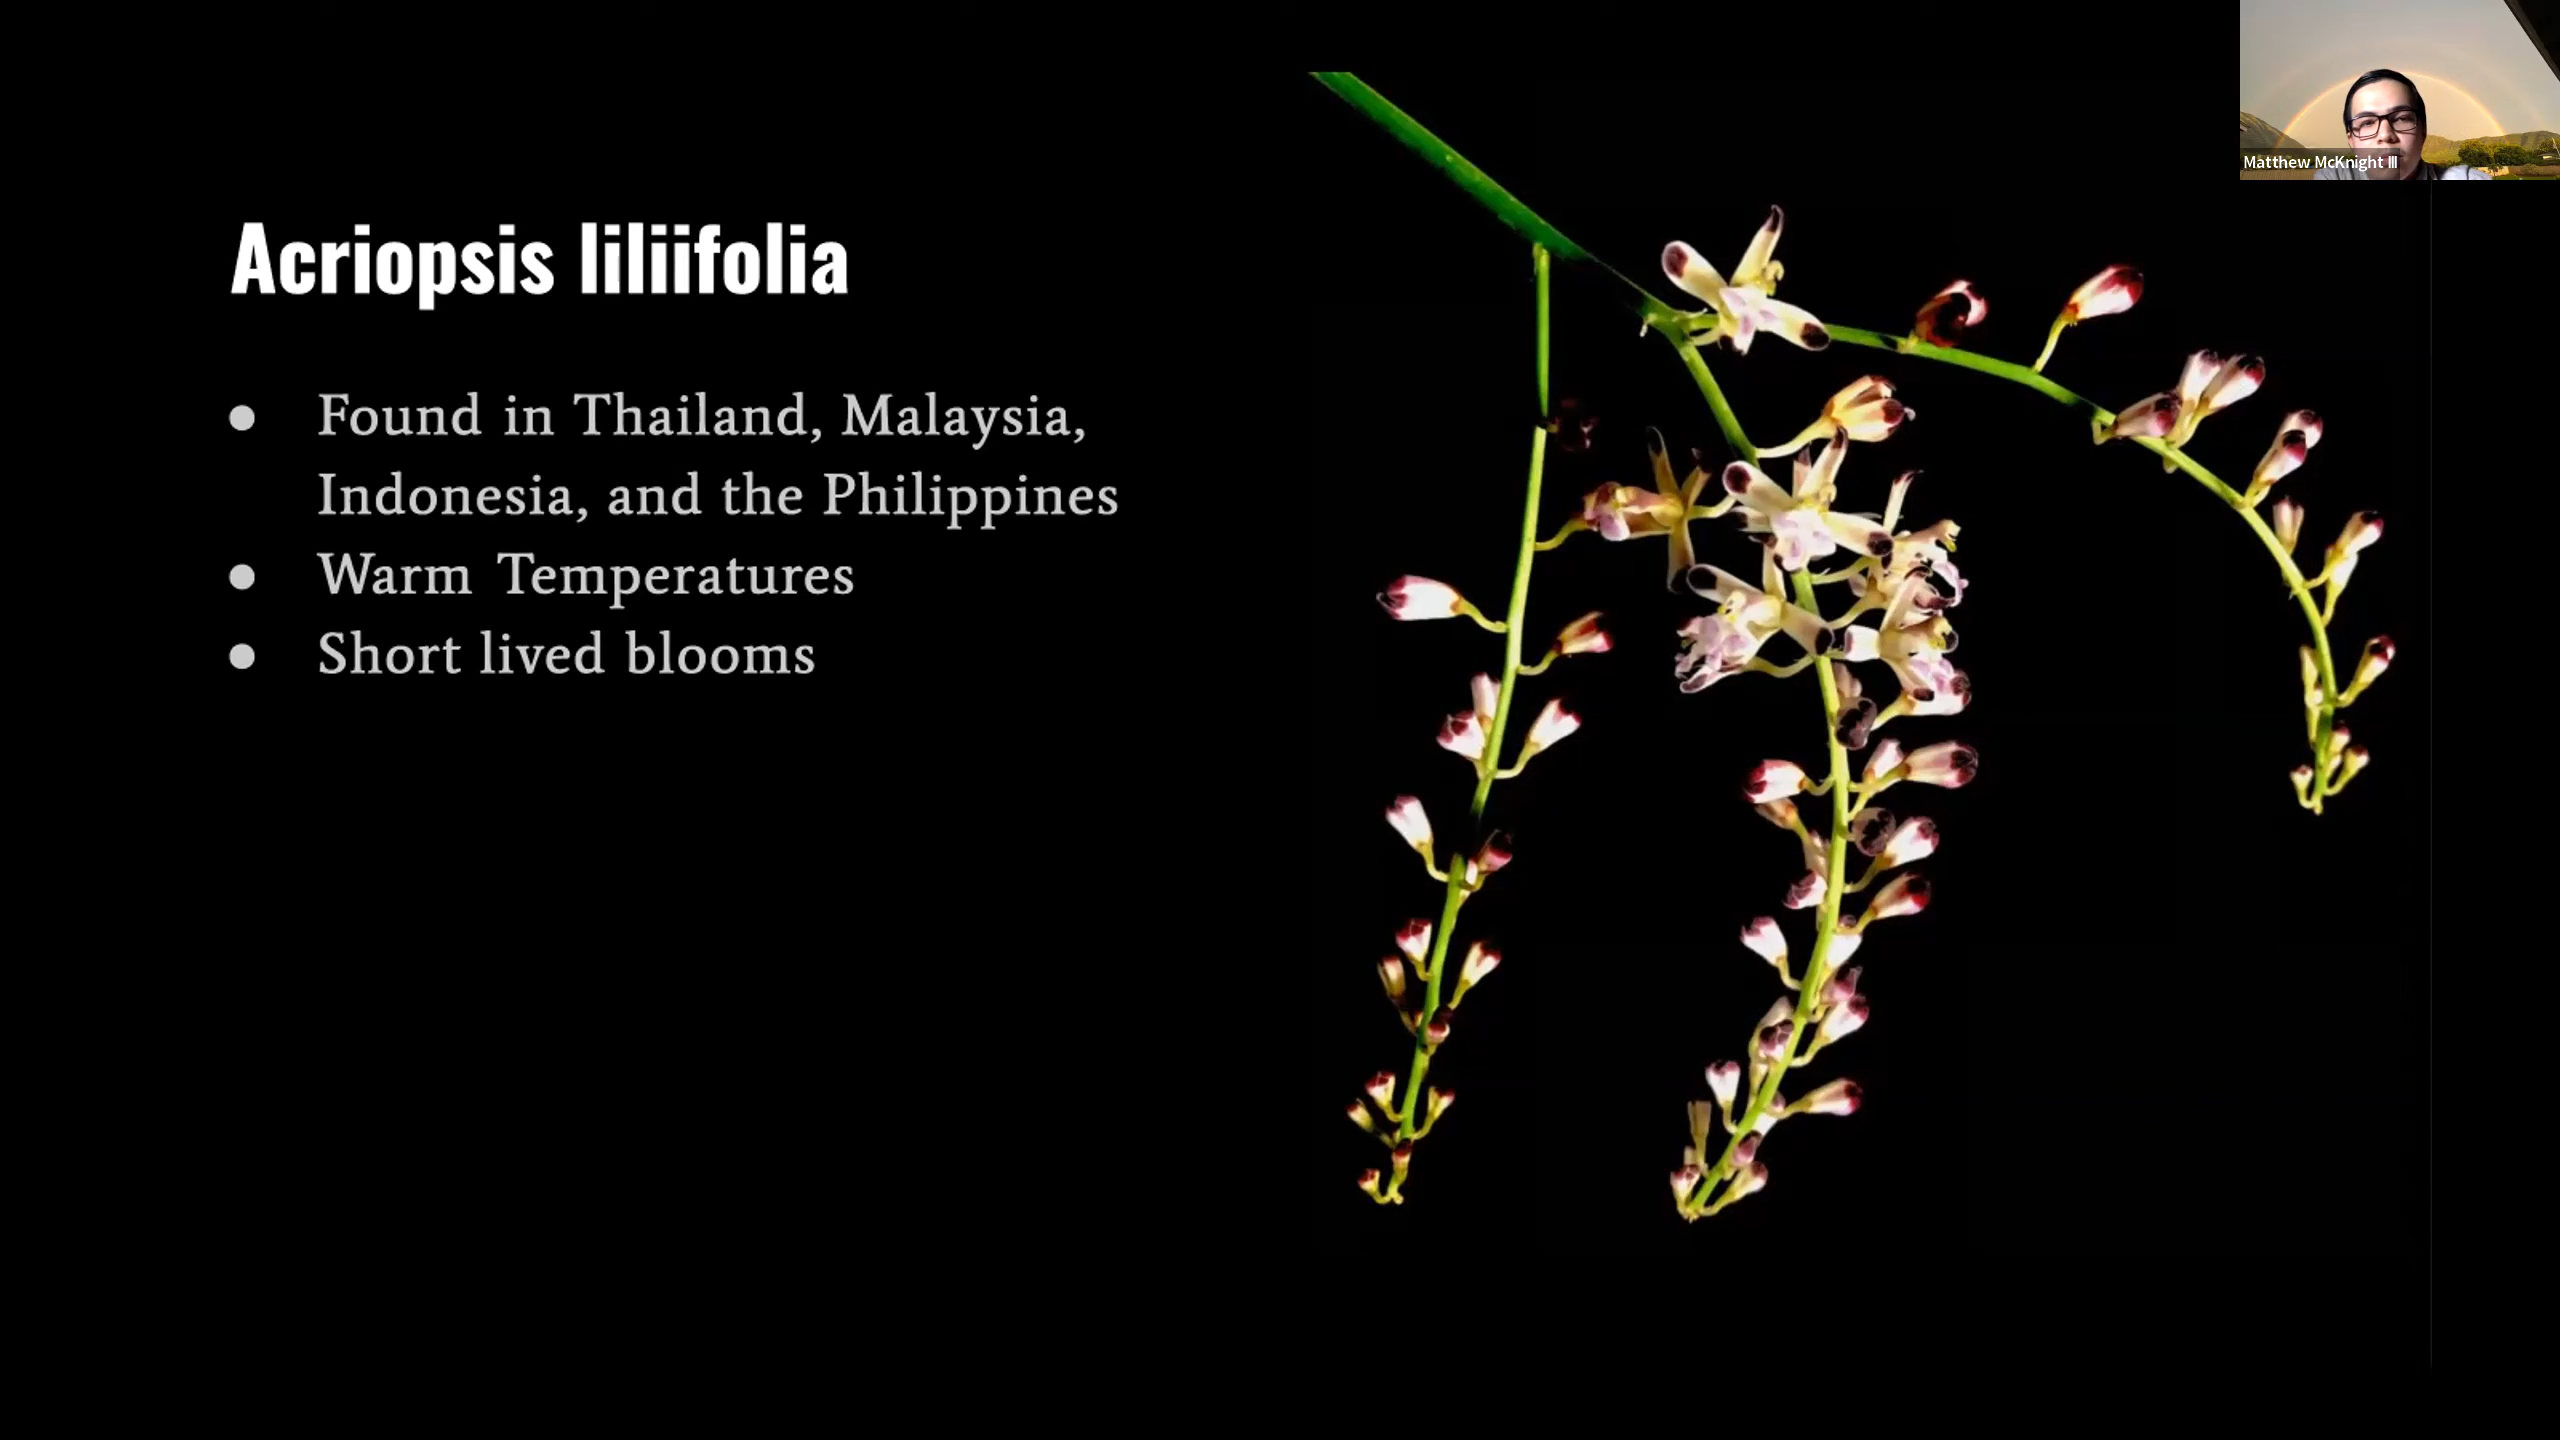 Matthew McKnight III
Acriopsis liliifolia
● Found in Thailand, Malaysia,
Indonesia, and the Philippines
● Warm Temperatures
● Short lived blooms